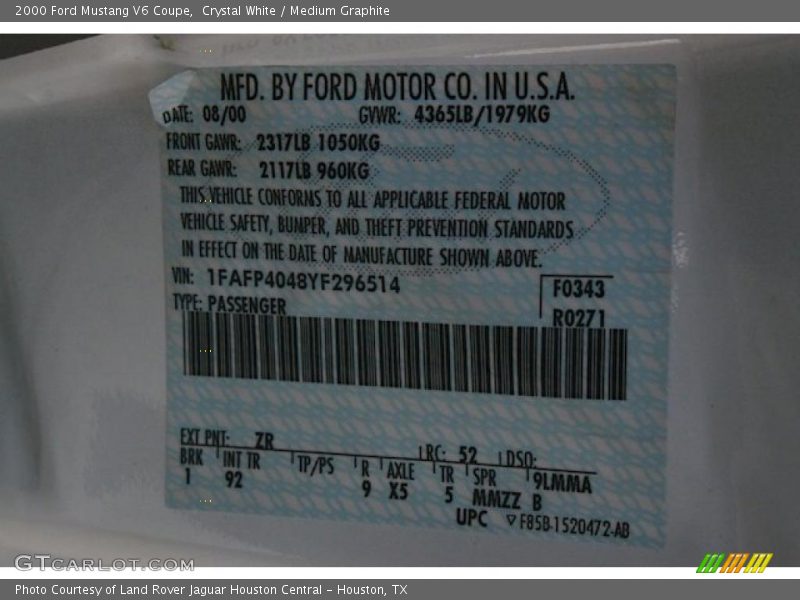 2000 Ford Mustang V6 Coupe, Crystal White / Medium Graphite
MFD. BY FORD MOTOR CO. IN U.S.A.
DATE: 08/00 GVWR: 4365LB/1979KG
FRONT GAWR: 2317LB 1050KG
REAR GAWR: 2117LB 960KG
THIS VEHICLE CONFORMS TO ALL APPLICABLE FEDERAL MOTOR
VEHICLE SAFETY, BUMPER, AND THEFT PREVENTION STANDARDS
IN EFFECT ON THE DATE OF MANUFACTURE SHOWN ABOVE.
VIN: 1FAFP4048YF296514 F0343
TYPE: PASSENGER R0271
EXT PNT: ZR RC: 52 DSO:
BRK INT TR TP/PS R AXLE TR SPR 9LMMA
1 92 9 X5 5 MMZZ B
UPC ▽F85B-1520472-AB
GTCARLOT.COM
Photo Courtesy of Land Rover Jaguar Houston Central - Houston, TX